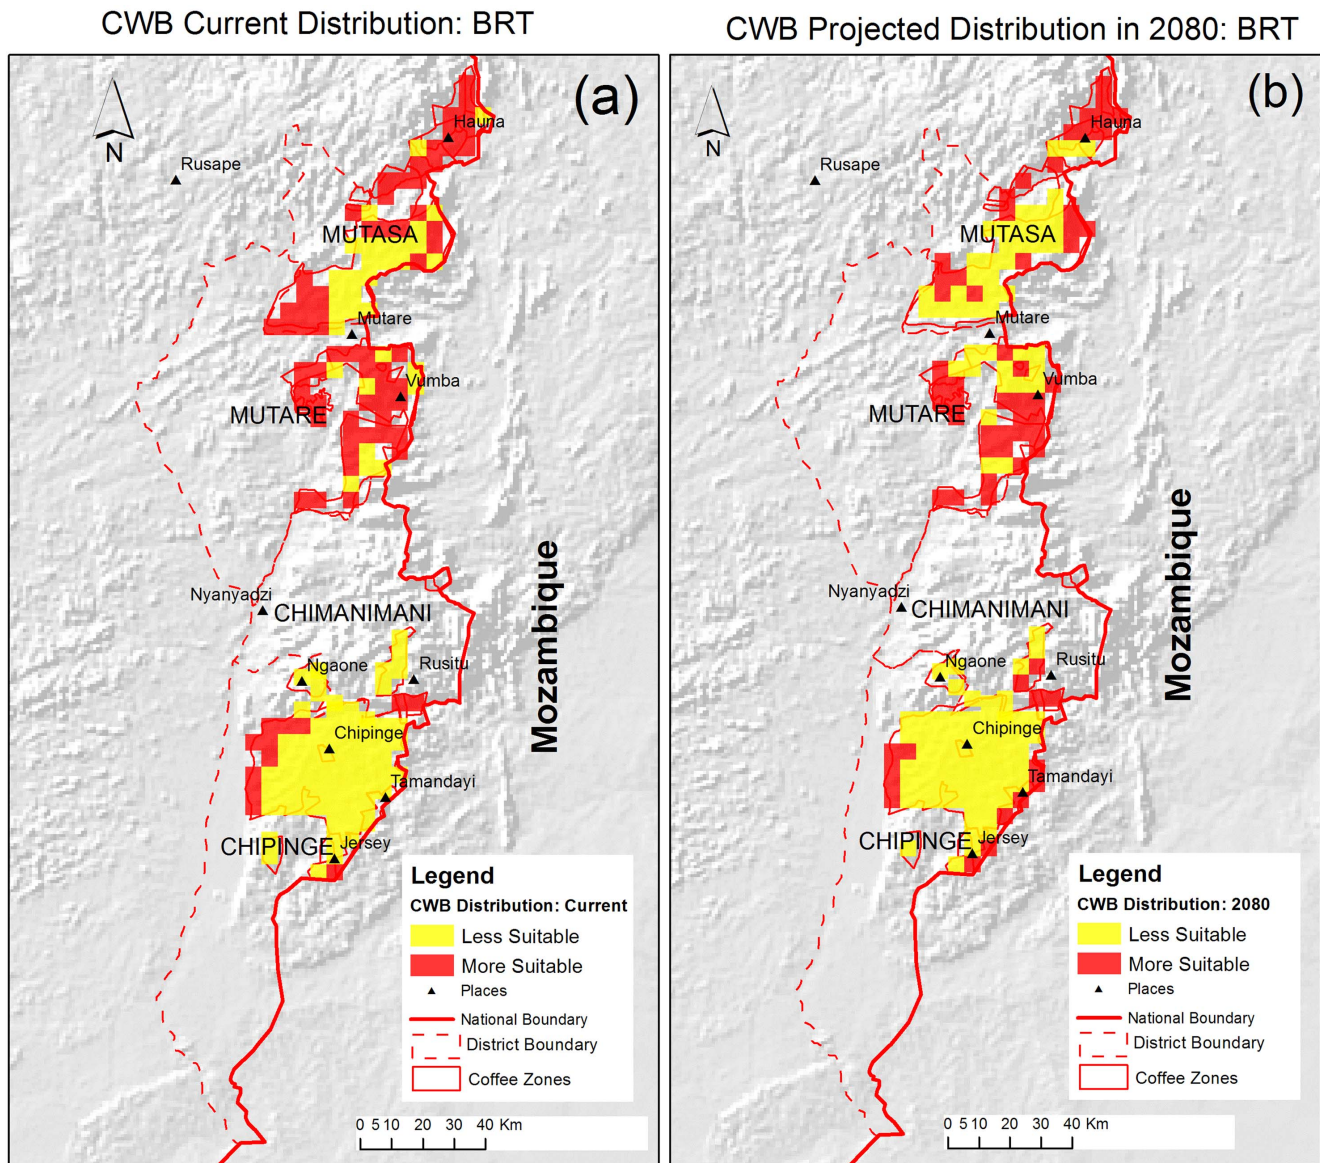 CWB Current Distribution: BRT
(a)
N
Hauna
Rusape
MUTASA
Mutare
Vumba
MUTARE
Mozambique
Nyanyadzi
CHIMANIMANI
Ngaone
Rusitu
Chipinge
Tamandayi
CHIPINGE
Jersey
Legend
CWB Distribution: Current
Less Suitable
More Suitable
Places
National Boundary
District Boundary
Coffee Zones
0 5 10 20 30 40 Km
CWB Projected Distribution in 2080: BRT
(b)
N
Hauna
Rusape
MUTASA
Mutare
Vumba
MUTARE
Mozambique
Nyanyadzi
CHIMANIMANI
Ngaone
Rusitu
Chipinge
Tamandayi
CHIPINGE
Jersey
Legend
CWB Distribution: 2080
Less Suitable
More Suitable
Places
National Boundary
District Boundary
Coffee Zones
0 5 10 20 30 40 Km